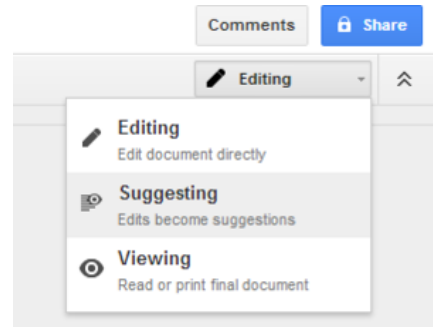 Comments Share
Editing
Editing
Edit document directly
Suggesting
Edits become suggestions
Viewing
Read or print final document